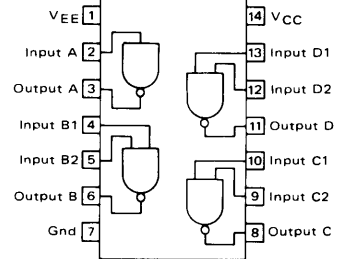 VEE 1
Input A 2
Output A 3
Input B1 4
Input B2 5
Output B 6
Gnd 7
14 VCC
13 Input D1
12 Input D2
11 Output D
10 Input C1
9 Input C2
8 Output C